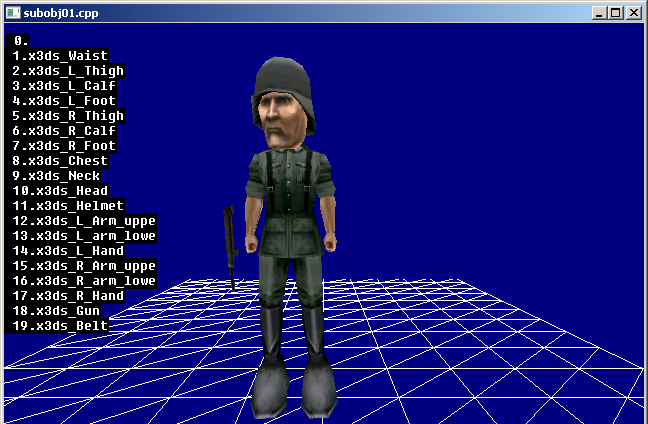 subobj01.cpp
0.
1.x3ds_Waist
2.x3ds_L_Thigh
3.x3ds_L_Calf
4.x3ds_L_Foot
5.x3ds_R_Thigh
6.x3ds_R_Calf
7.x3ds_R_Foot
8.x3ds_Chest
9.x3ds_Neck
10.x3ds_Head
11.x3ds_Helmet
12.x3ds_L_Arm_uppe
13.x3ds_L_arm_lowe
14.x3ds_L_Hand
15.x3ds_R_Arm_uppe
16.x3ds_R_arm_lowe
17.x3ds_R_Hand
18.x3ds_Gun
19.x3ds_Belt